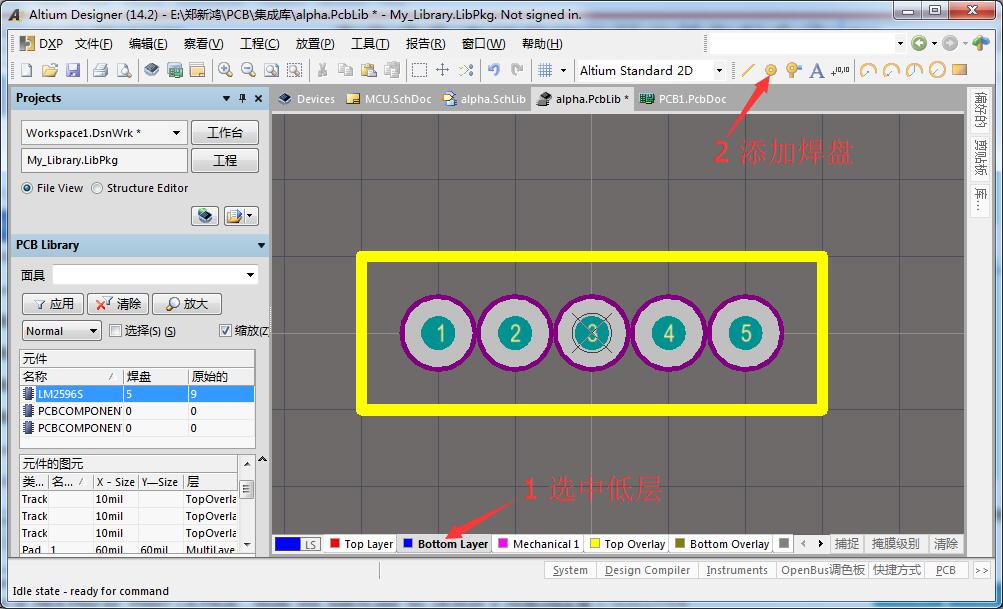 Altium Designer (14.2) - E:\郑新鸿\PCB\集成库\alpha.PcbLib * - My_Library.LibPkg. Not signed in.
DXP 文件(F) 编辑(E) 察看(V) 工程(C) 放置(P) 工具(T) 报告(R) 窗口(W) 帮助(H)
Altium Standard 2D
Projects
Devices MCU.SchDoc alpha.SchLib alpha.PcbLib * PCB1.PcbDoc
偏好的
剪贴板
库...
Workspace1.DsnWrk * 工作台
My_Library.LibPkg 工程
File View Structure Editor
2 添加焊盘
PCB Library
面具
应用 清除 放大
Normal 选择(S) (S) 缩放(Z
元件
名称 / 焊盘 原始的
LM2596S 5 9
PCBCOMPONEN 0 0
PCBCOMPONEN 0 0
1 2 3 4 5
元件的图元
类... 名... / X - Size Y—Size 层
Track 10mil TopOverla
Track 10mil TopOverla
Track 10mil TopOverla
Pad 1 60mil 60mil MultiLaye
1 选中低层
LS Top Layer Bottom Layer Mechanical 1 Top Overlay Bottom Overlay 捕捉 掩膜级别 清除
System Design Compiler Instruments OpenBus调色板 快捷方式 PCB >>
Idle state - ready for command